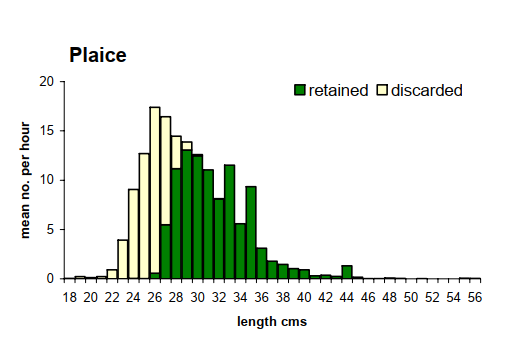 Plaice
retained discarded
20
15
10
5
0
18 20 22 24 26 28 30 32 34 36 38 40 42 44 46 48 50 52 54 56
mean no. per hour
length cms